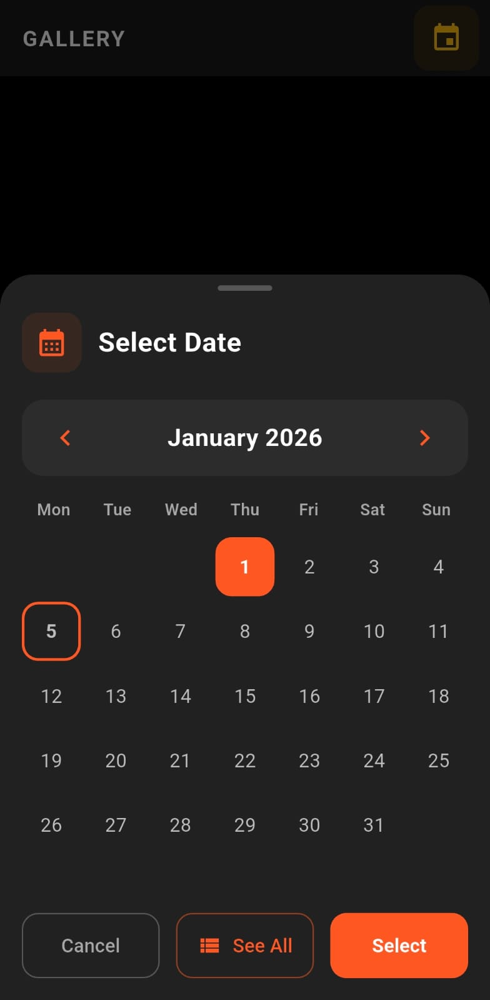 GALLERY
Select Date
January 2026
Mon Tue Wed Thu Fri Sat Sun
1 2 3 4
5 6 7 8 9 10 11
12 13 14 15 16 17 18
19 20 21 22 23 24 25
26 27 28 29 30 31
Cancel See All Select